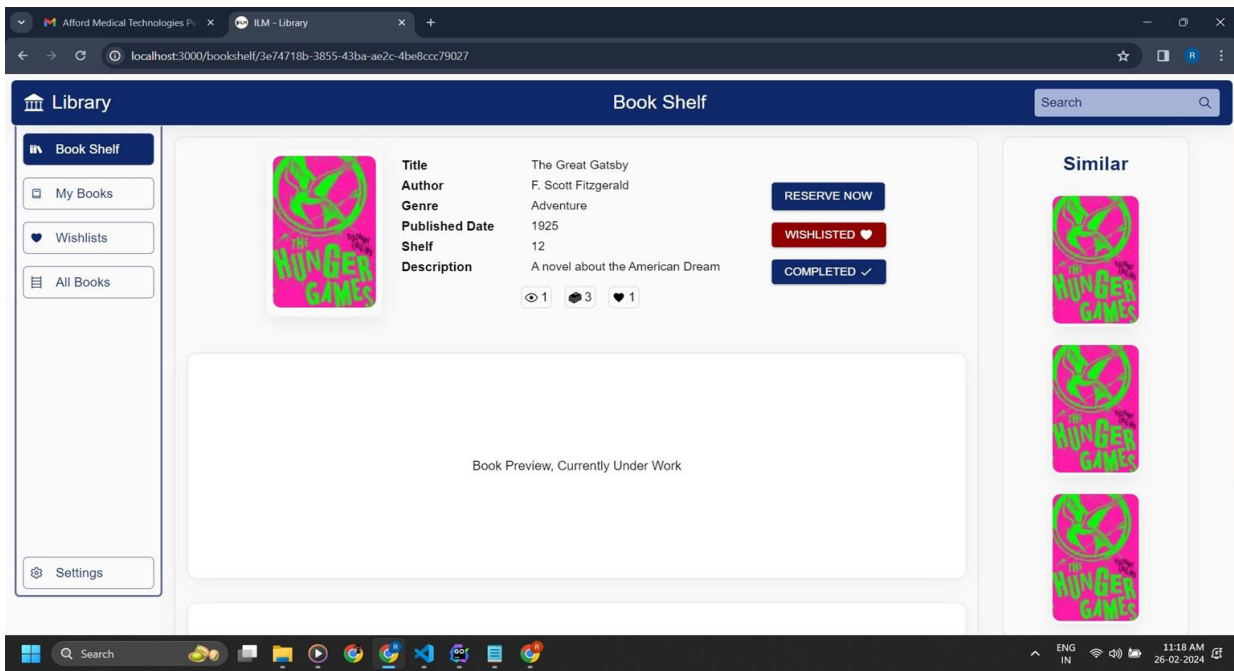 Afford Medical Technologies Pv
ILM - Library
localhost:3000/bookshelf/3e74718b-3855-43ba-ae2c-4be8ccc79027
R
Library
Book Shelf
Search
Book Shelf
My Books
Wishlists
All Books
Settings
THE
HUNGER
GAMES
Title The Great Gatsby
Author F. Scott Fitzgerald
Genre Adventure
Published Date 1925
Shelf 12
Description A novel about the American Dream
1 3 1
RESERVE NOW
WISHLISTED
COMPLETED
Book Preview, Currently Under Work
Similar
THE
HUNGER
GAMES
THE
HUNGER
GAMES
THE
HUNGER
GAMES
Search
ENG
IN
11:18 AM
26-02-2024